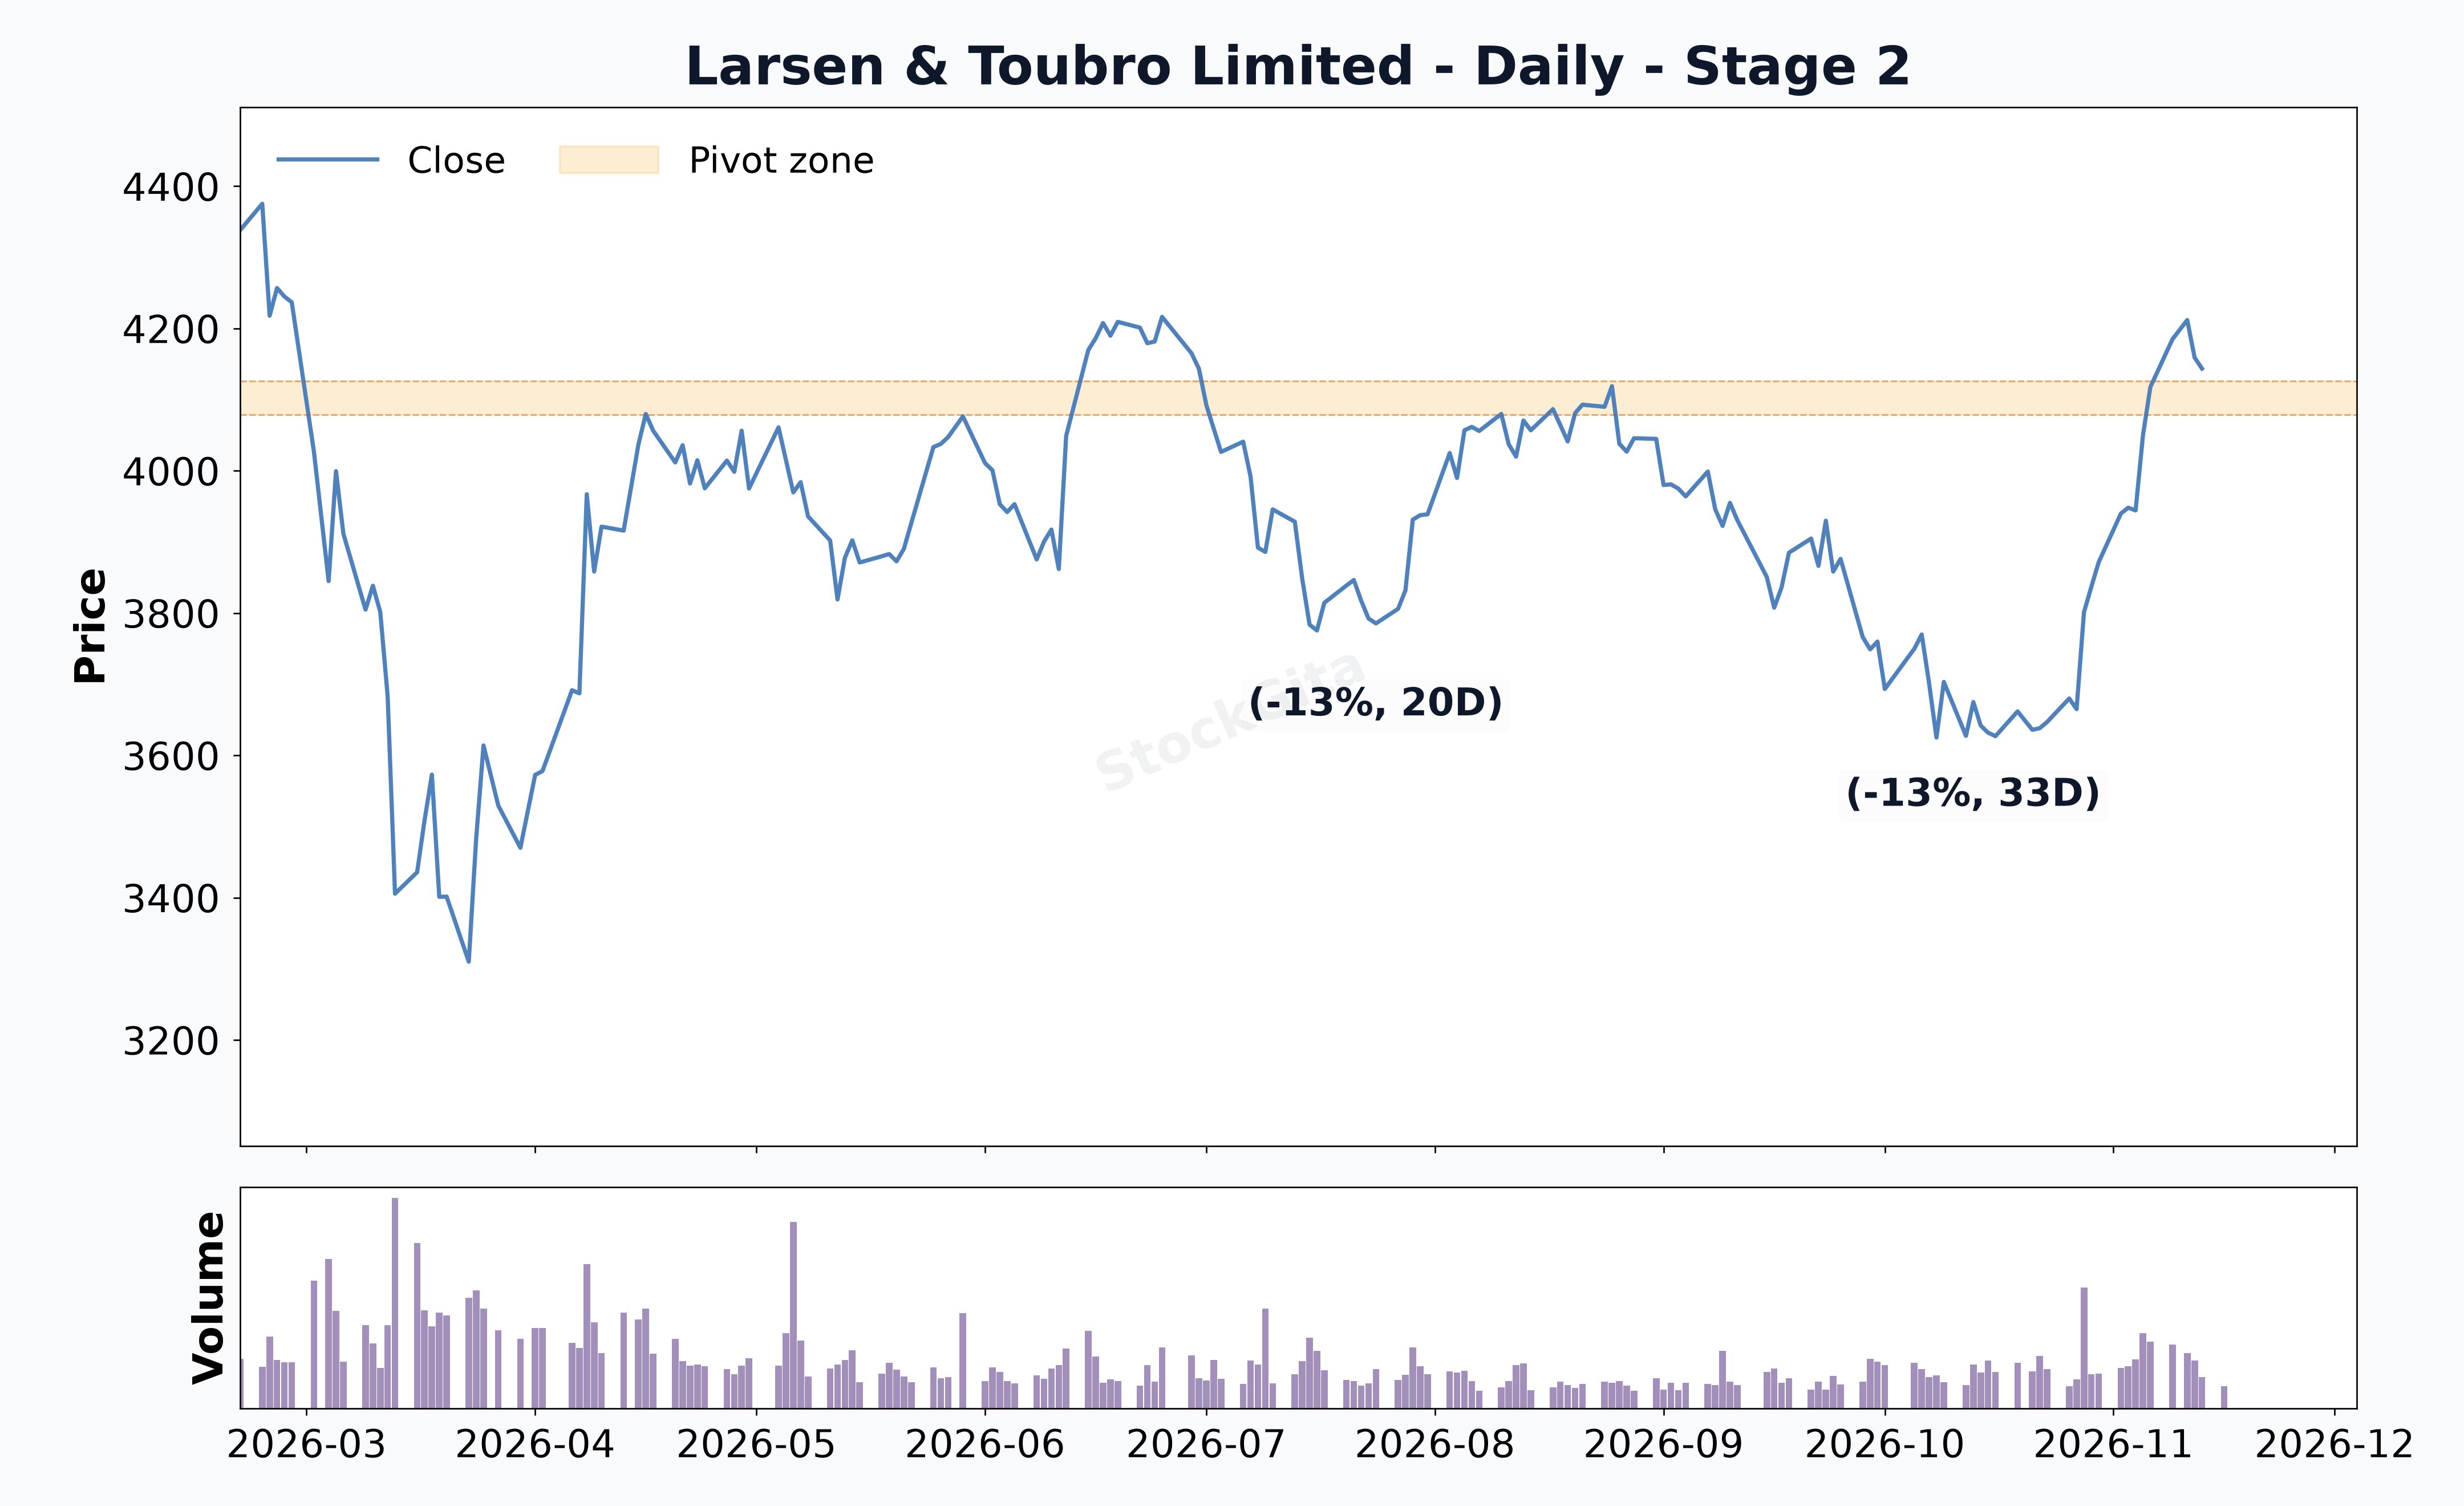 Larsen & Toubro Limited - Daily - Stage 2
Close
Pivot zone
4400
4200
4000
3800
3600
3400
3200
Price
StockGita
(-13%, 20D)
(-13%, 33D)
Volume
2026-03
2026-04
2026-05
2026-06
2026-07
2026-08
2026-09
2026-10
2026-11
2026-12